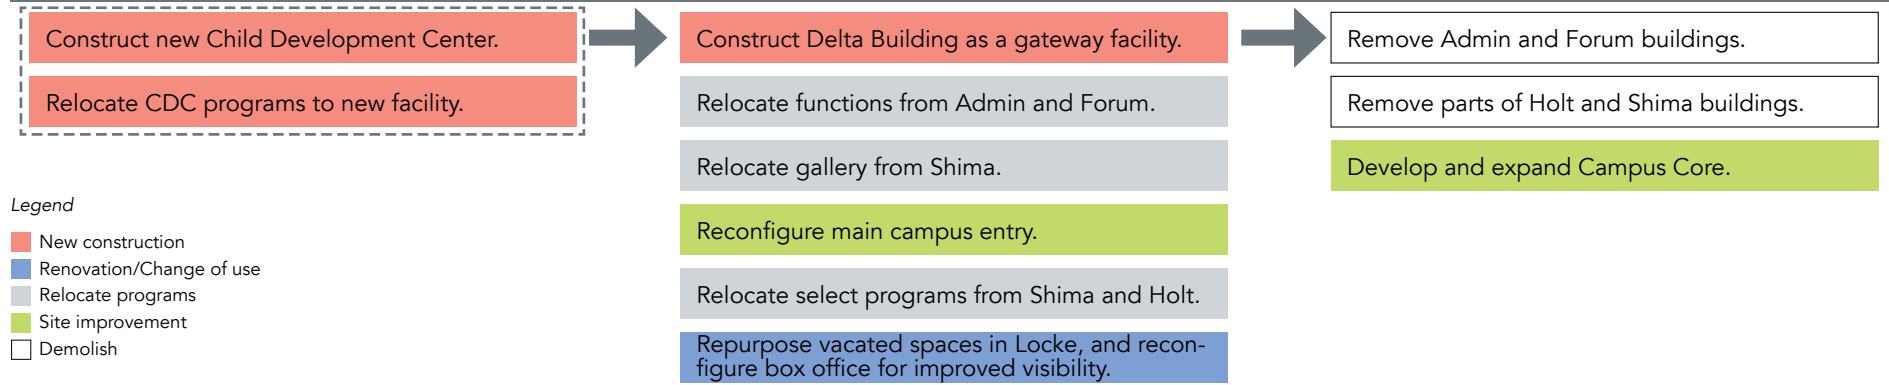 Construct new Child Development Center.
Relocate CDC programs to new facility.
Construct Delta Building as a gateway facility.
Relocate functions from Admin and Forum.
Relocate gallery from Shima.
Reconfigure main campus entry.
Relocate select programs from Shima and Holt.
Repurpose vacated spaces in Locke, and recon-
figure box office for improved visibility.
Remove Admin and Forum buildings.
Remove parts of Holt and Shima buildings.
Develop and expand Campus Core.
Legend
New construction
Renovation/Change of use
Relocate programs
Site improvement
Demolish